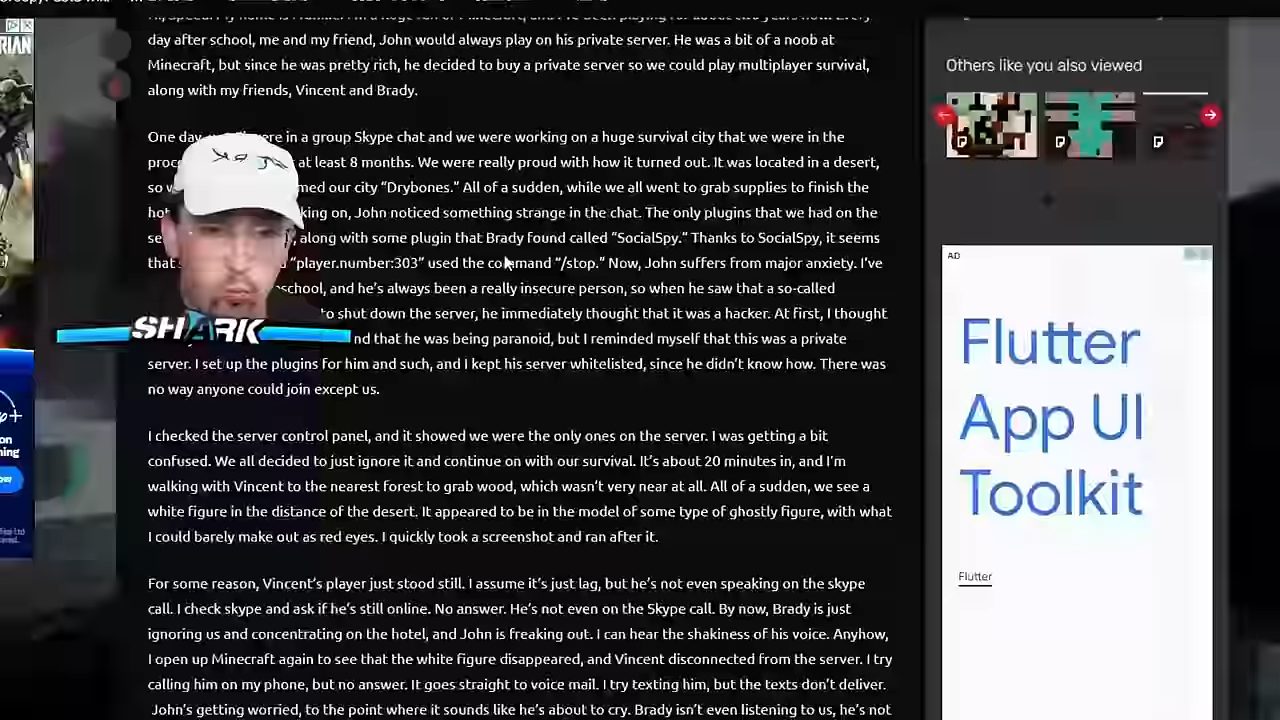 day after school, me and my friend, John would always play on his private server. He was a bit of a noob at
Minecraft, but since he was pretty rich, he decided to buy a private server so we could play multiplayer survival,
along with my friends, Vincent and Brady.
One day, were in a group Skype chat and we were working on a huge survival city that we were in the
at least 8 months. We were really proud with how it turned out. It was located in a desert,
so med our city “Drybones.” All of a sudden, while we all went to grab supplies to finish the
king on, John noticed something strange in the chat. The only plugins that we had on the
, along with some plugin that Brady found called “SocialSpy.” Thanks to SocialSpy, it seems
that “player.number:303” used the command “/stop.” Now, John suffers from major anxiety. I’ve
school, and he’s always been a really insecure person, so when he saw that a so-called
to shut down the server, he immediately thought that it was a hacker. At first, I thought
nd that he was being paranoid, but I reminded myself that this was a private
server. I set up the plugins for him and such, and I kept his server whitelisted, since he didn’t know how. There was
no way anyone could join except us.
I checked the server control panel, and it showed we were the only ones on the server. I was getting a bit
confused. We all decided to just ignore it and continue on with our survival. It’s about 20 minutes in, and I’m
walking with Vincent to the nearest forest to grab wood, which wasn’t very near at all. All of a sudden, we see a
white figure in the distance of the desert. It appeared to be in the model of some type of ghostly figure, with what
I could barely make out as red eyes. I quickly took a screenshot and ran after it.
For some reason, Vincent’s player just stood still. I assume it’s just lag, but he’s not even speaking on the skype
call. I check skype and ask if he’s still online. No answer. He’s not even on the Skype call. By now, Brady is just
ignoring us and concentrating on the hotel, and John is freaking out. I can hear the shakiness of his voice. Anyhow,
I open up Minecraft again to see that the white figure disappeared, and Vincent disconnected from the server. I try
calling him on my phone, but no answer. It goes straight to voice mail. I try texting him, but the texts don’t deliver.
John’s getting worried, to the point where it sounds like he’s about to cry. Brady isn’t even listening to us, he’s not
SHARK
Others like you also viewed
AD
Flutter
App UI
Toolkit
Flutter